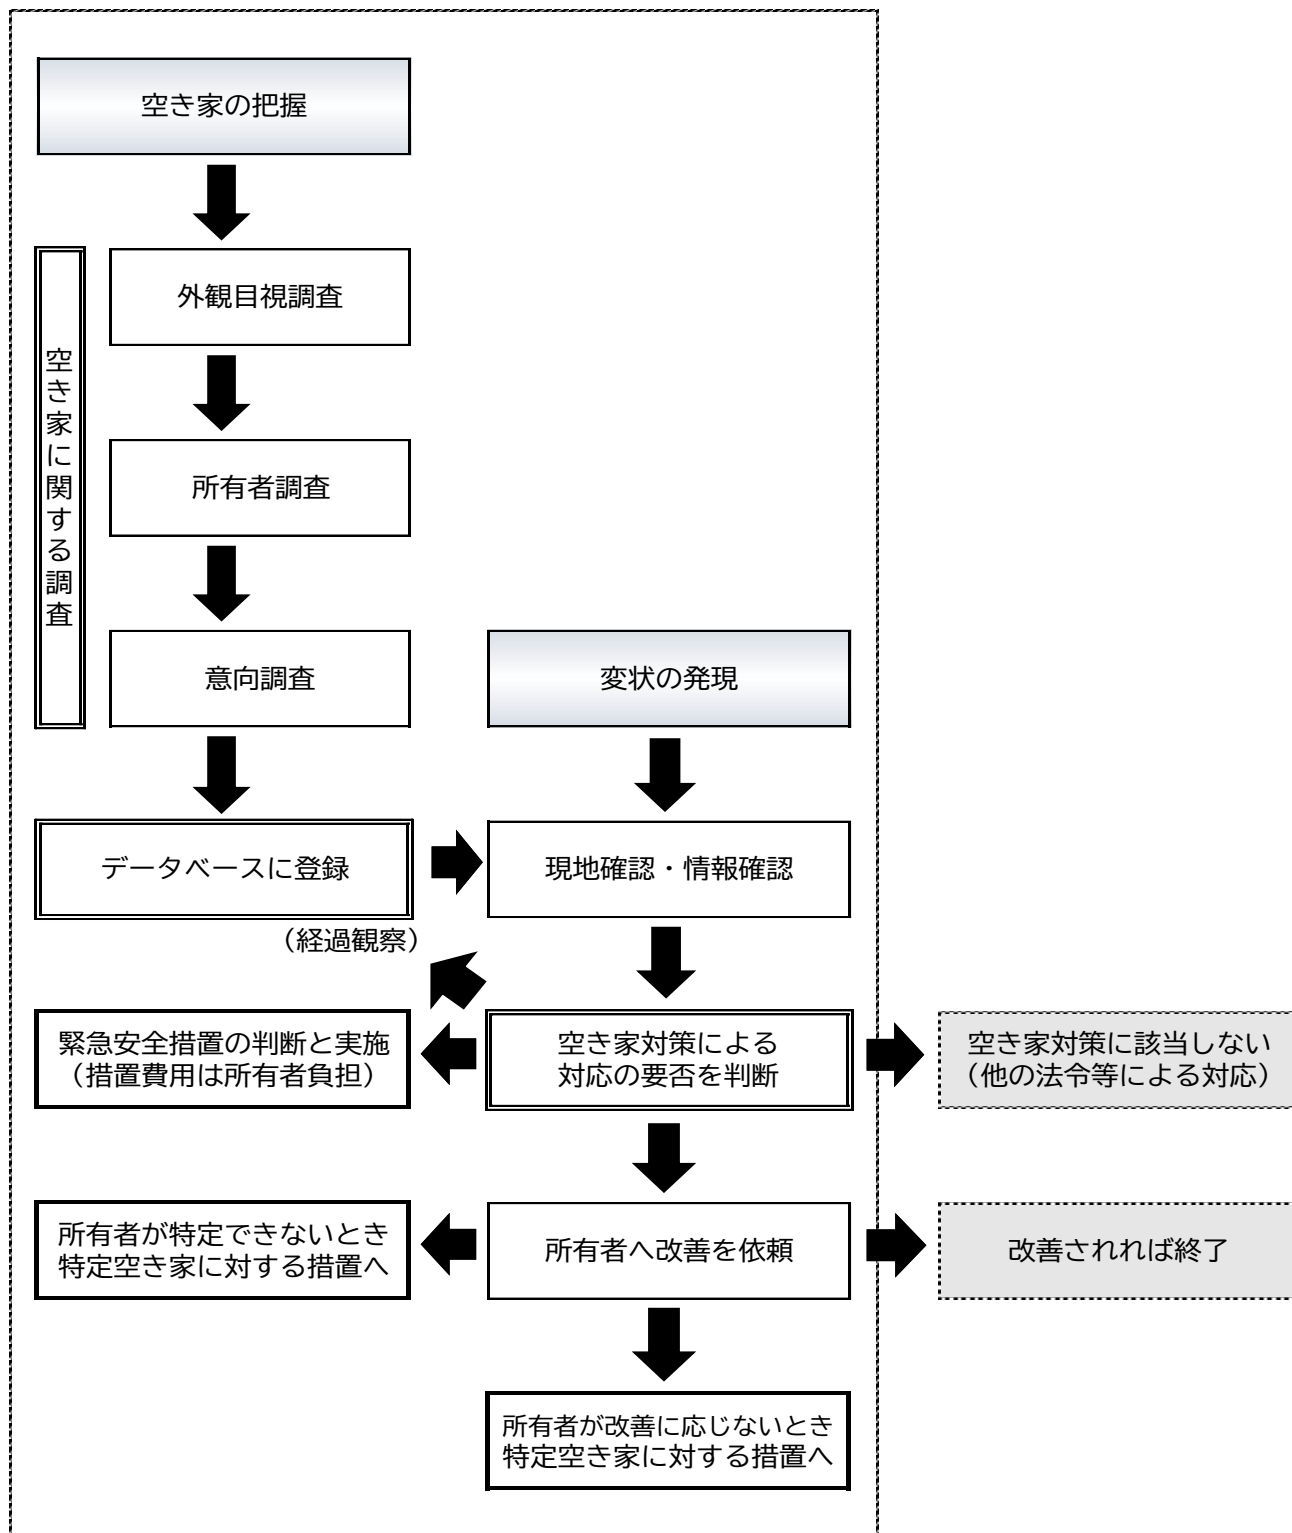 空き家の把握
空き家に関する調査
外観目視調査
所有者調査
意向調査
変状の発現
データベースに登録
現地確認・情報確認
（経過観察）
緊急安全措置の判断と実施
（措置費用は所有者負担）
空き家対策による
対応の要否を判断
空き家対策に該当しない
（他の法令等による対応）
所有者が特定できないとき
特定空き家に対する措置へ
所有者へ改善を依頼
改善されれば終了
所有者が改善に応じないとき
特定空き家に対する措置へ